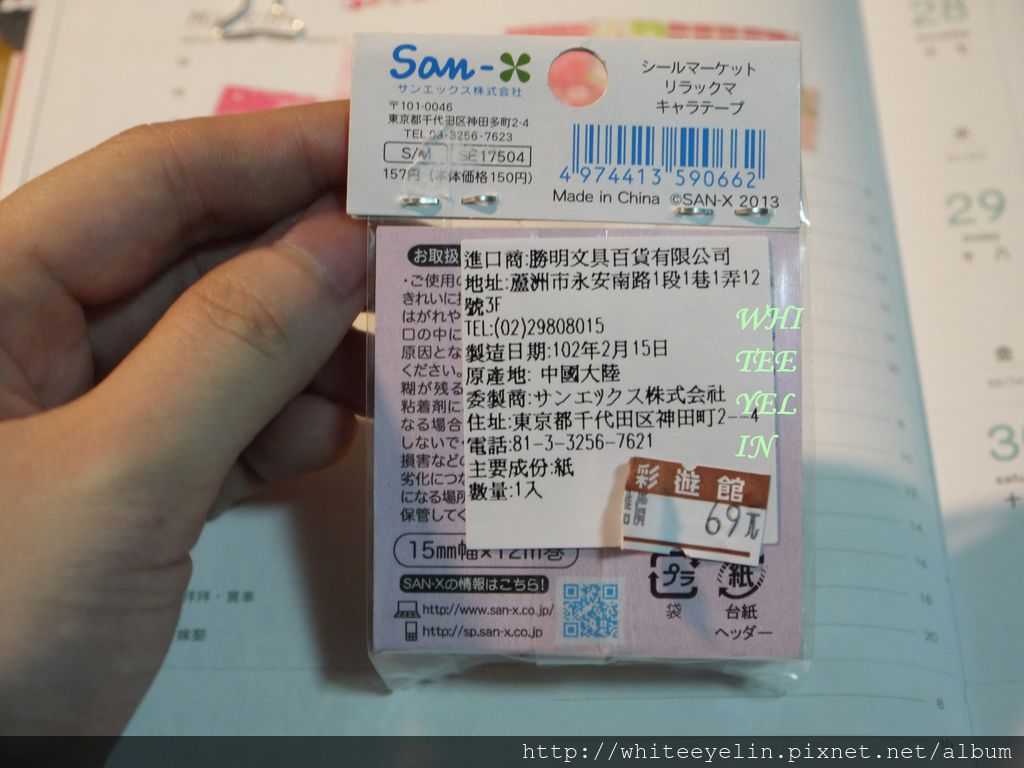 San-X
サンエックス株式会社
〒101-0046
東京都千代田区神田多町2-4
TEL 03-3256-7623
S/M SE17504
157円 (本体価格150円)
シールマーケット
リラックマ
キャラテープ
4 974413 590662
Made in China ©SAN-X 2013
お取扱
・ご使用の
きれいに
はがれや
口の中に
原因とな
ください。
糊が残る
粘着剤に
なる場合
しないで
損害などの
劣化につな
になる場所
保管してく
進口商:勝明文具百貨有限公司
地址:蘆洲市永安南路1段1巷1弄12
號3F
TEL:(02)29808015
製造日期:102年2月15日
原產地: 中國大陸
委製商:サンエックス株式会社
住址:東京都千代田区神田町2--4
電話:81-3-3256-7621
主要成份:紙
數量:1入
WHI
TEE
YEL
IN
彩遊館
69元
15mm幅×12m巻
SAN-Xの情報はこちら!
http://www.san-x.co.jp/
http://sp.san-x.co.jp
プラ
袋
紙
台紙
ヘッダー
28
29
十八
金
14
16
18
20
8
http://whiteeyelin.pixnet.net/album